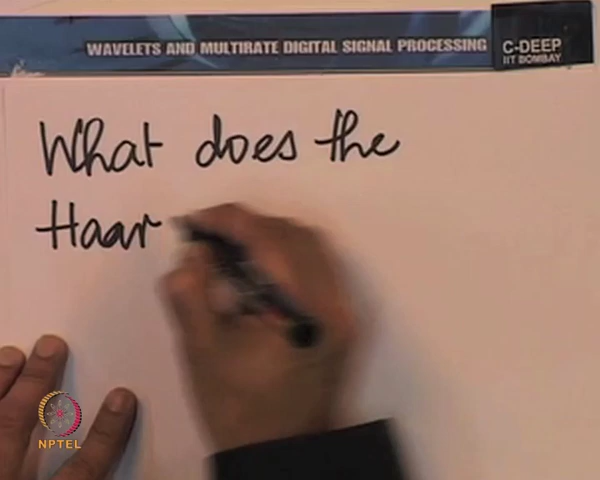 WAVELETS AND MULTIRATE DIGITAL SIGNAL PROCESSING
C-DEEP
IIT BOMBAY
What does the
Haar
NPTEL